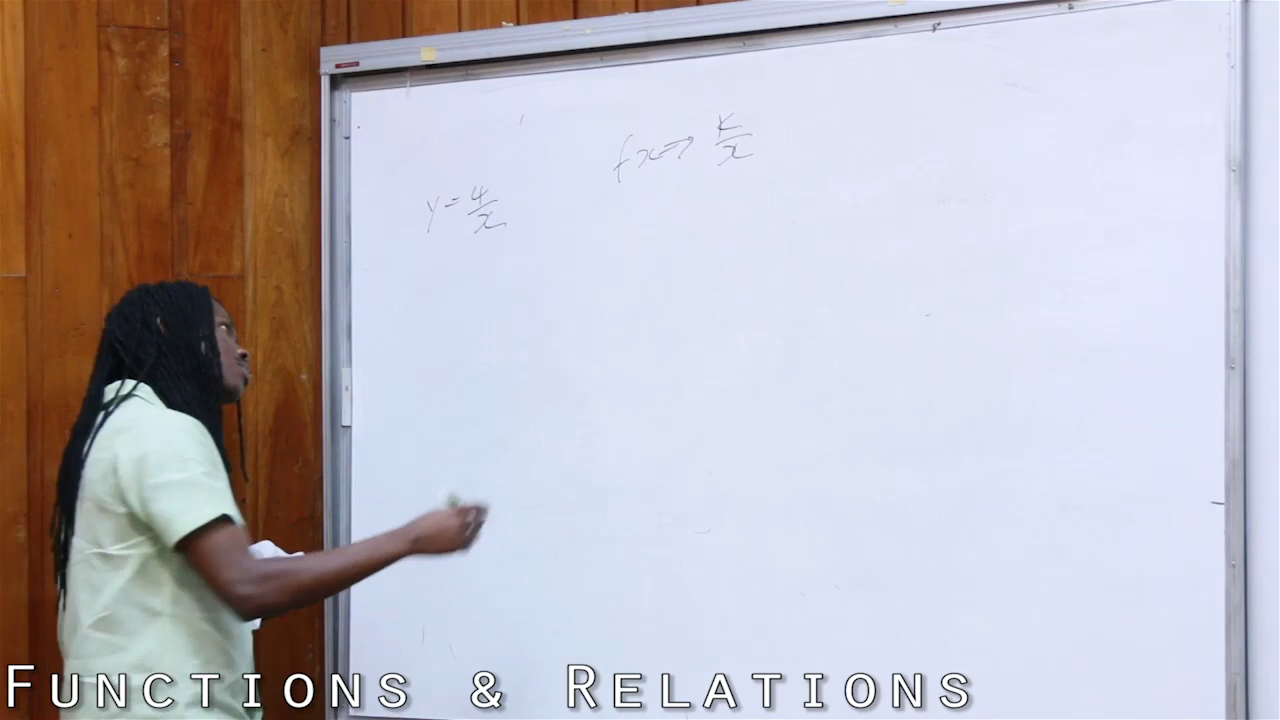 f x → k/x
y = 4/x
FUNCTIONS & RELATIONS